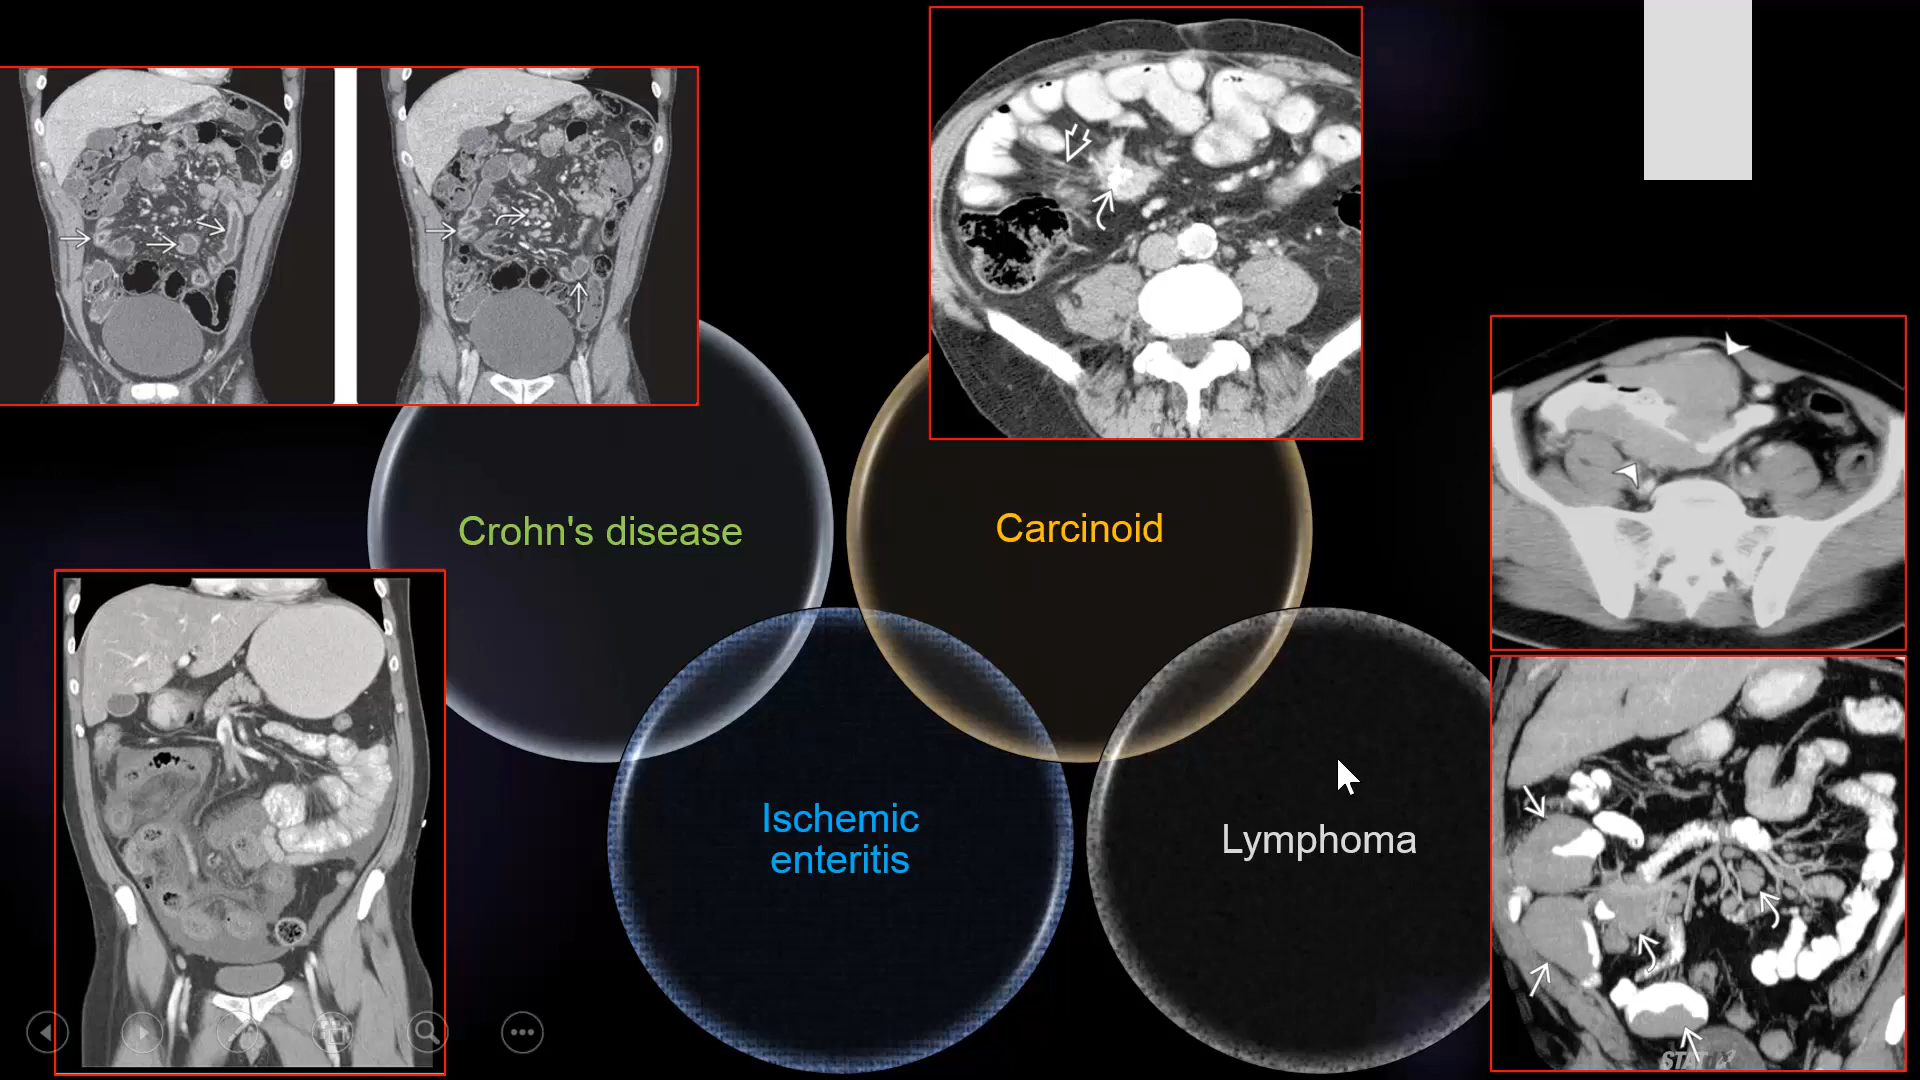 Crohn's disease
Carcinoid
Ischemic
enteritis
Lymphoma